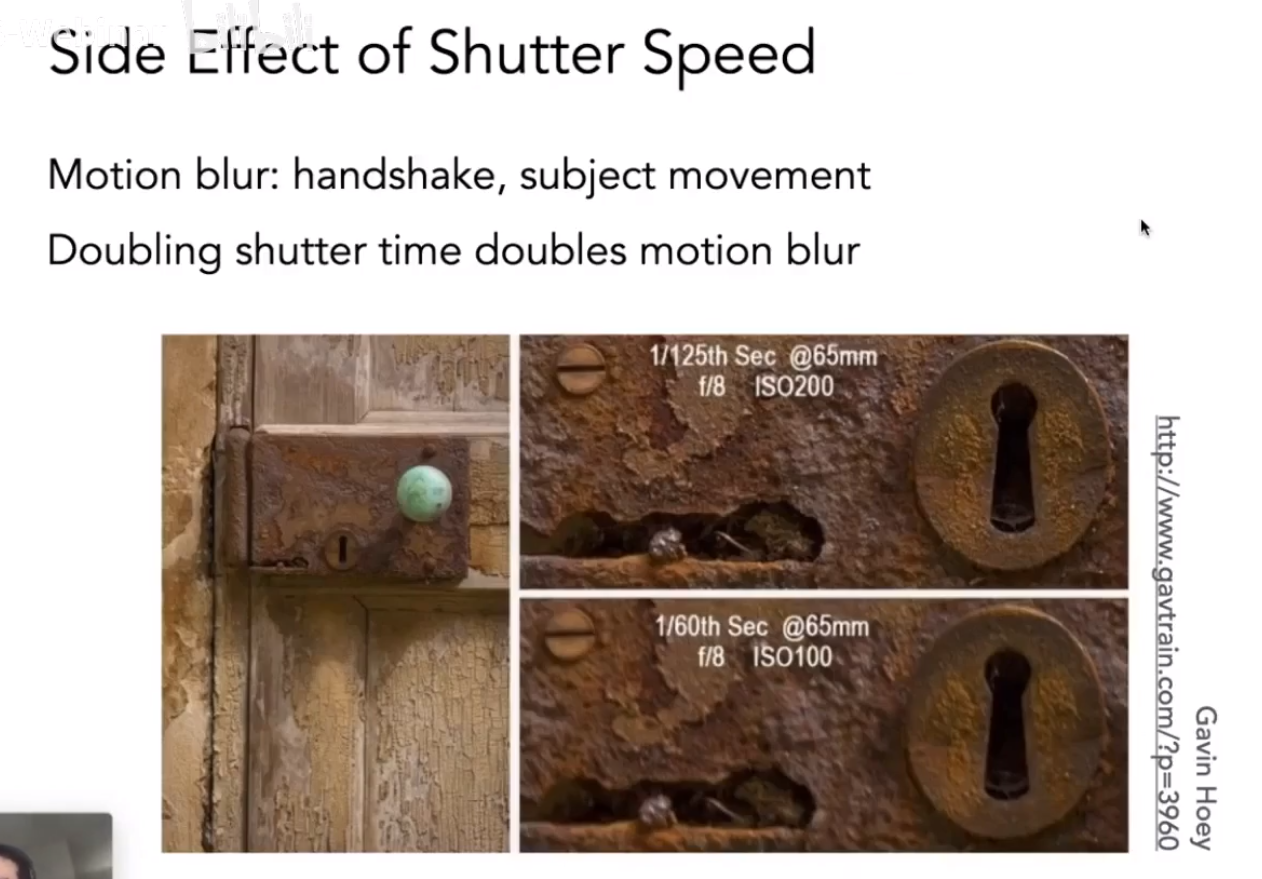 Side Effect of Shutter Speed
Motion blur: handshake, subject movement
Doubling shutter time doubles motion blur
1/125th Sec @65mm
f/8 ISO200
1/60th Sec @65mm
f/8 ISO100
http://www.gavtrain.com/?p=3960
Gavin Hoey